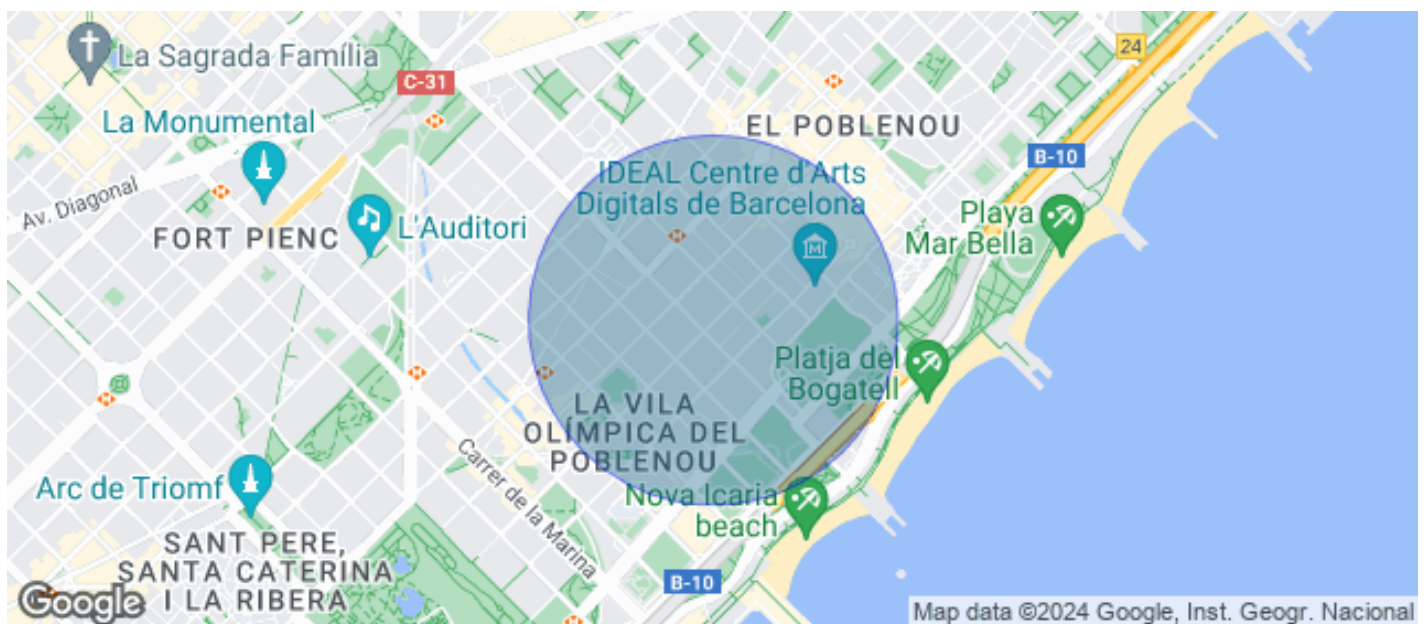 La Sagrada Família
24
C-31
La Monumental
EL POBLENOU
B-10
IDEAL Centre d'Arts
Digitals de Barcelona
Av. Diagonal
FORT PIENC
L'Auditori
Playa
Mar Bella
Platja del
Bogatell
LA VILA
OLÍMPICA DEL
POBLENOU
Carrer de la Marina
Arc de Triomf
Nova Icaria
beach
SANT PERE,
SANTA CATERINA
I LA RIBERA
B-10
Google
Map data ©2024 Google, Inst. Geogr. Nacional